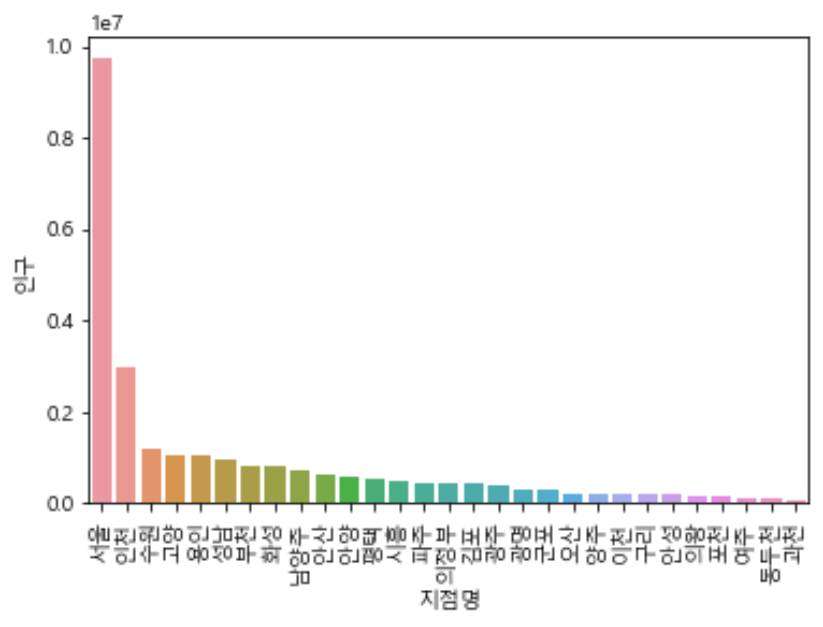 1e7
1.0
0.8
0.6
0.4
0.2
0.0
인구
서울
인천
수원
고양
용인
성남
부천
화성
남양주
안산
안양
평택
시흥
파주
의정부
김포
광주
광명
군포
오산
양주
이천
구리
안성
의왕
포천
여주
동두천
과천
지점명